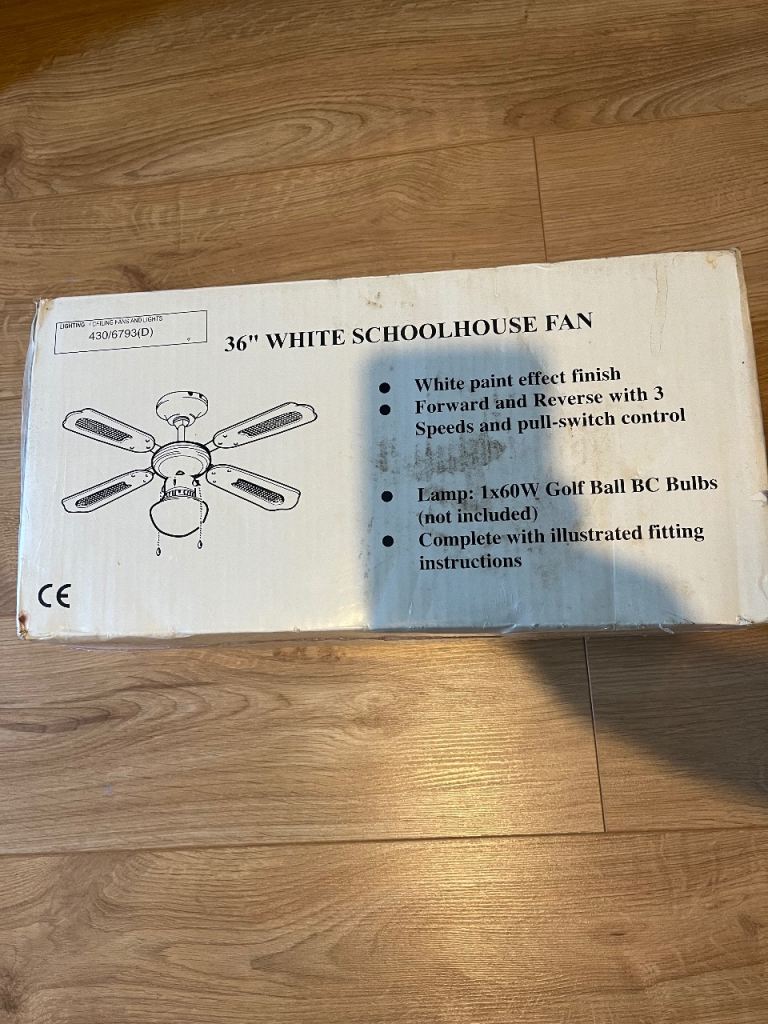 LIGHTING / CEILING FANS AND LIGHTS
430/6793(D)
36" WHITE SCHOOLHOUSE FAN
● White paint effect finish
● Forward and Reverse with 3
Speeds and pull-switch control
● Lamp: 1x60W Golf Ball BC Bulbs
(not included)
● Complete with illustrated fitting
instructions
CE